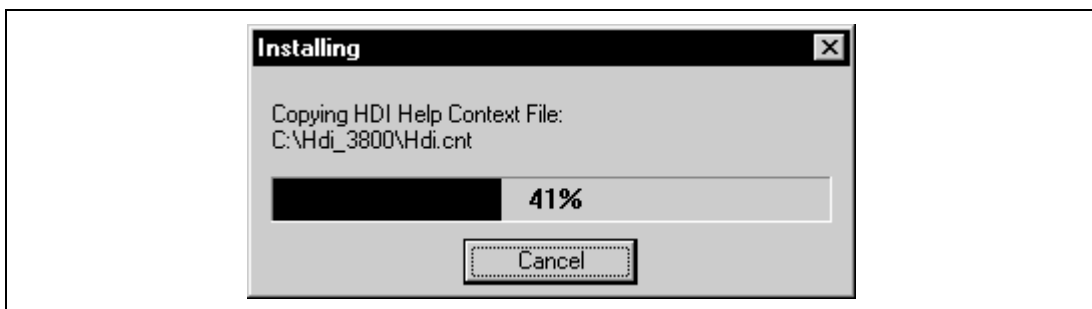 Installing
Copying HDI Help Context File:
C:\Hdi_3800\Hdi.cnt
41%
Cancel